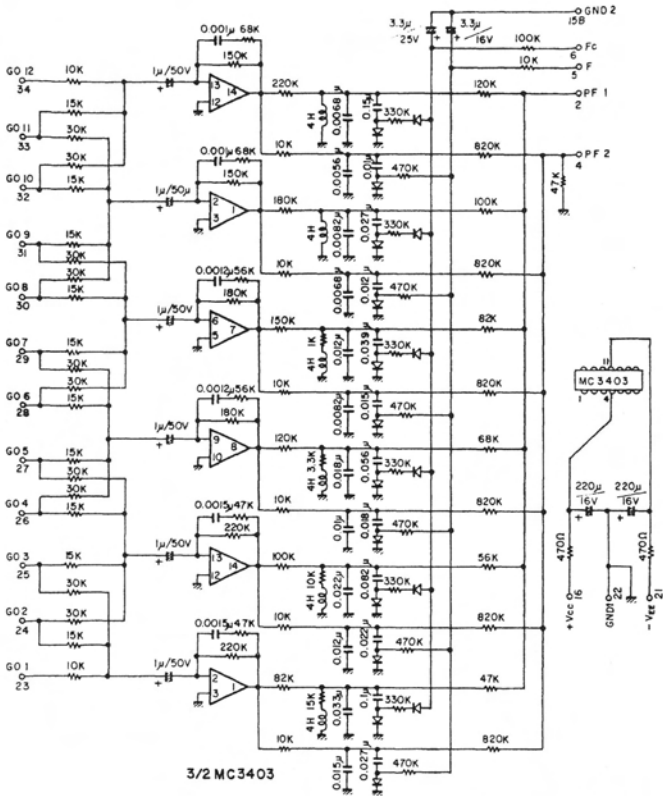 GND 2
15B
3.3μ
25V
3.3μ
16V
100K
Fc
6
10K
F
5
0.001μ 68K
150K
GO 12
34
10K
1μ/50V
13
12
14
220K
4H
0.0068μ
0.15μ
330K
120K
PF 1
2
15K
GO 11
33
30K
30K
10K
0.0056μ
0.01μ
470K
820K
PF 2
4
47K
GO 10
32
15K
0.001μ 68K
150K
1μ/50μ
2
3
1
180K
4H
0.0082μ
0.027μ
330K
100K
GO 9
31
15K
30K
30K
10K
0.0068μ
0.012μ
470K
820K
GO 8
30
15K
0.0012μ 56K
180K
1μ/50V
6
5
7
150K
4H 1K
0.012μ
0.039μ
330K
82K
GO 7
29
15K
30K
30K
10K
0.0082μ
0.015μ
470K
820K
GO 6
28
15K
0.0012μ 56K
180K
1μ/50V
9
10
8
120K
4H 3.3K
0.018μ
0.056μ
330K
68K
GO 5
27
15K
30K
30K
10K
0.01μ
0.018μ
470K
820K
GO 4
26
15K
0.0015μ 47K
220K
1μ/50V
13
12
14
100K
4H 10K
0.022μ
0.082μ
330K
56K
GO 3
25
15K
30K
10K
0.012μ
0.022μ
470K
820K
GO 2
24
15K
0.0015μ 47K
220K
GO 1
23
10K
1μ/50V
2
3
1
82K
4H 15K
0.033μ
0.1μ
330K
47K
10K
0.015μ
0.027μ
470K
820K
3/2 MC3403
11
MC 3403
1
4
220μ
16V
220μ
16V
470Ω
470Ω
+Vcc 16
GND1 22
-VEE 21